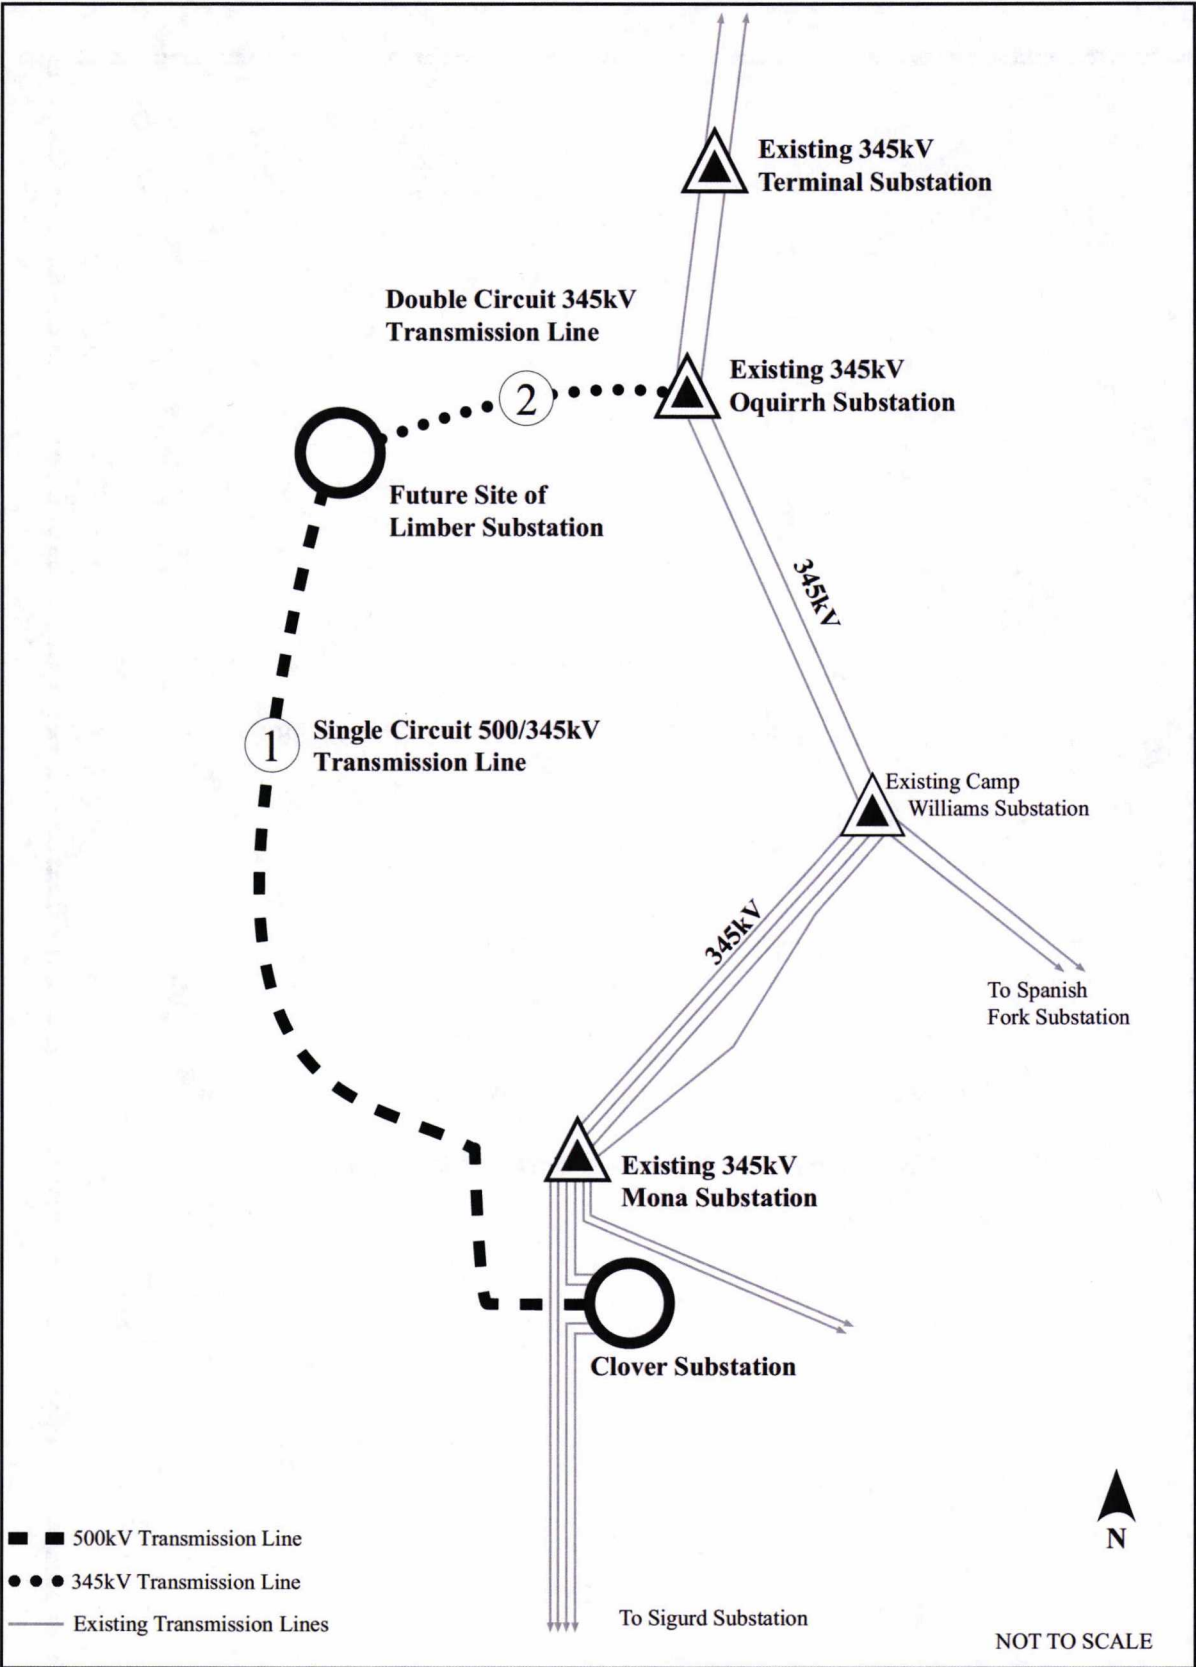 Existing 345kV
Terminal Substation
Double Circuit 345kV
Transmission Line
2
Existing 345kV
Oquirrh Substation
Future Site of
Limber Substation
345kV
1
Single Circuit 500/345kV
Transmission Line
Existing Camp
Williams Substation
345kV
To Spanish
Fork Substation
Existing 345kV
Mona Substation
Clover Substation
N
500kV Transmission Line
345kV Transmission Line
Existing Transmission Lines
To Sigurd Substation
NOT TO SCALE